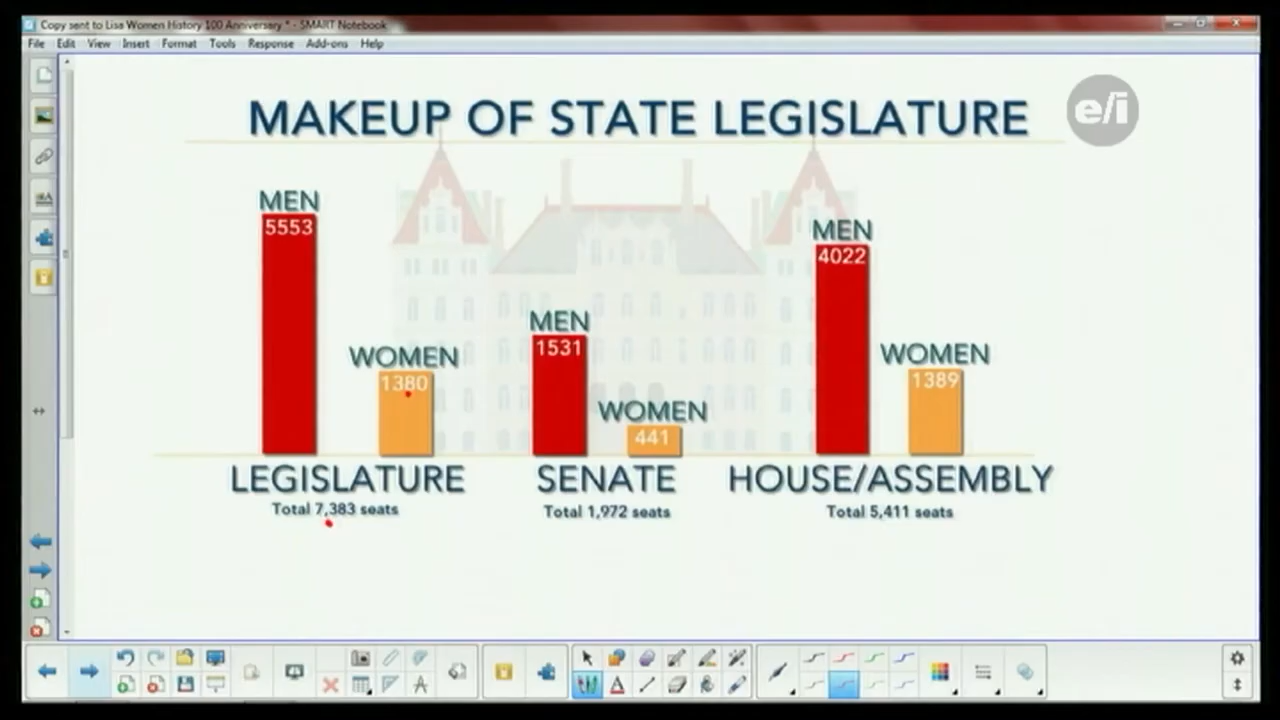 Copy sent to Lisa Women History 100 Anniversary * - SMART Notebook
File Edit View Insert Format Tools Response Add-ons Help
MAKEUP OF STATE LEGISLATURE
e/i
MEN
5553
WOMEN
1380
MEN
1531
WOMEN
441
MEN
4022
WOMEN
1389
LEGISLATURE
Total 7,383 seats
SENATE
Total 1,972 seats
HOUSE/ASSEMBLY
Total 5,411 seats